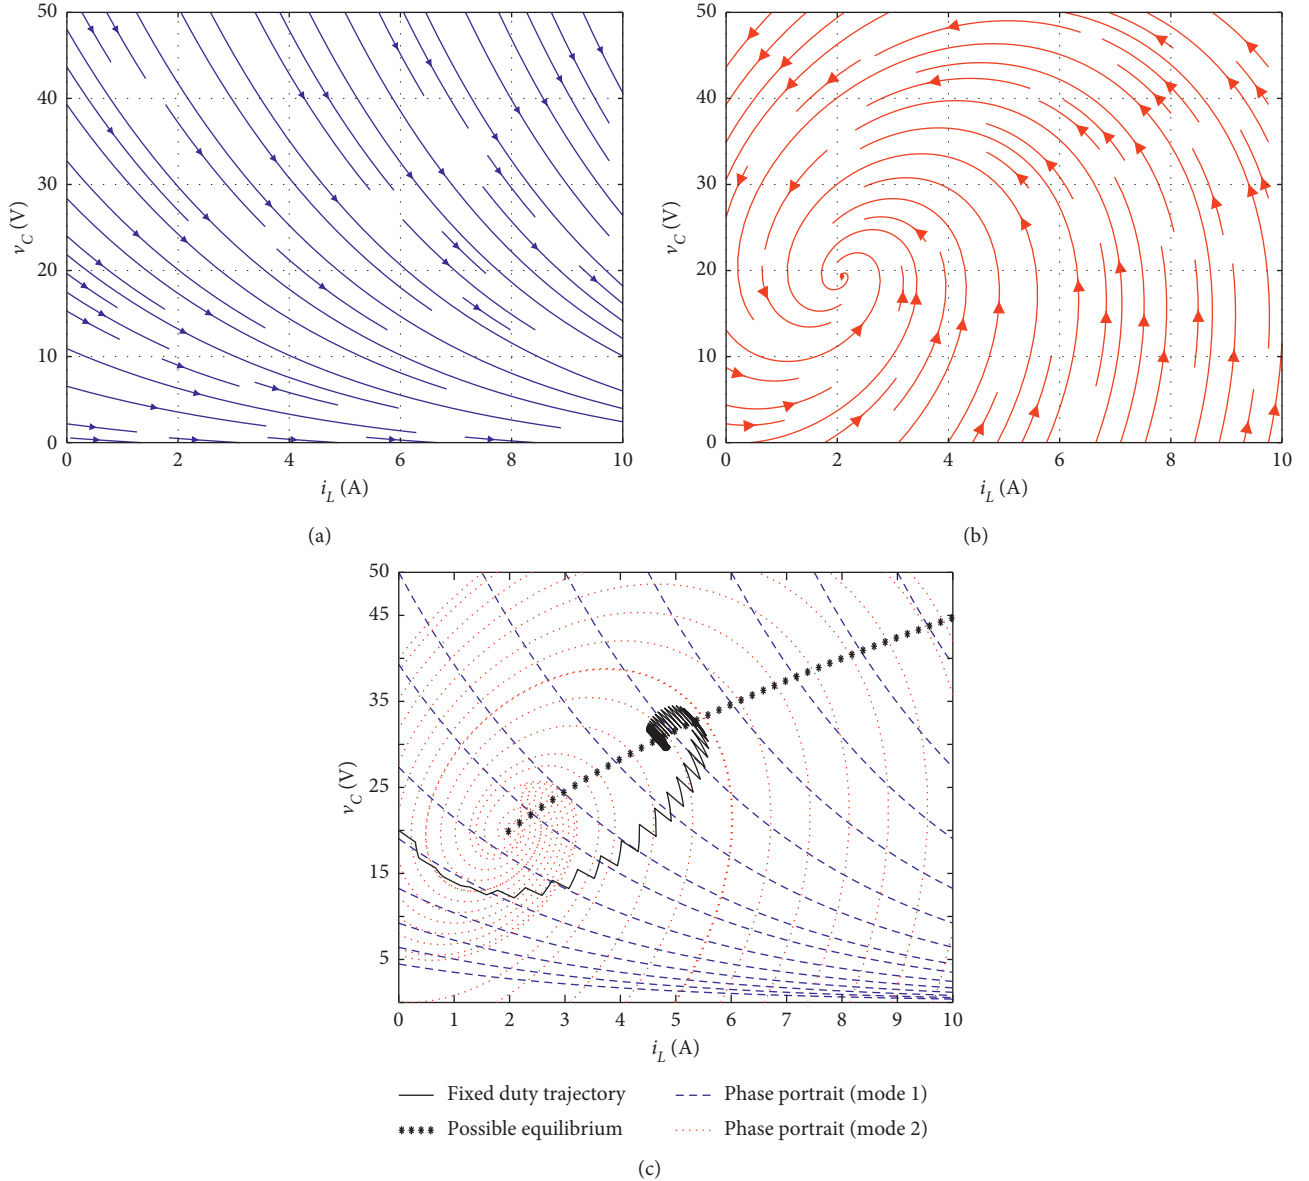 50
40
30
20
10
0
v_C (V)
0 2 4 6 8 10
i_L (A)
(a)
50
40
30
20
10
0
v_C (V)
0 2 4 6 8 10
i_L (A)
(b)
50
45
35
25
15
5
v_C (V)
0 1 2 3 4 5 6 7 8 9 10
i_L (A)
Fixed duty trajectory
Possible equilibrium
Phase portrait (mode 1)
Phase portrait (mode 2)
(c)